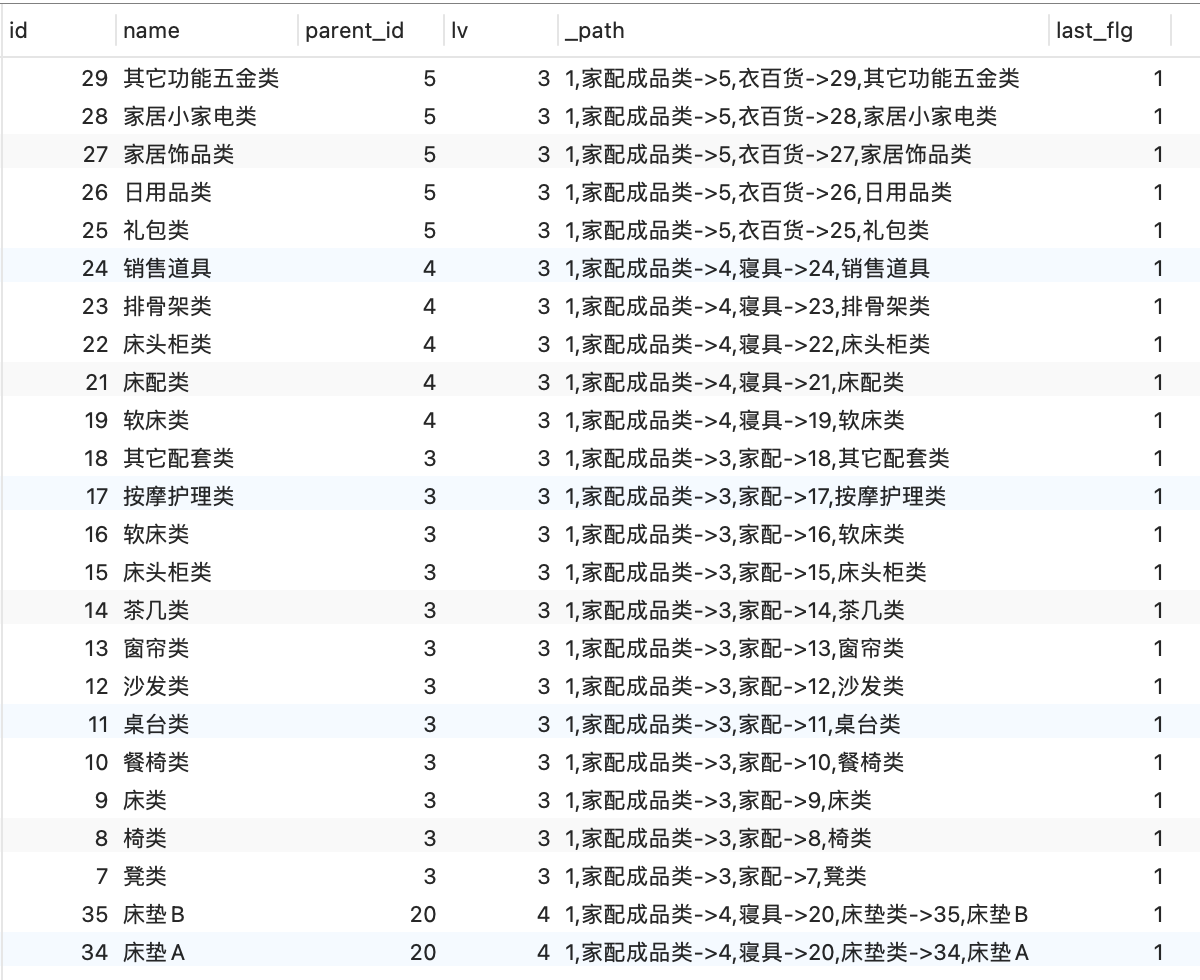 id name parent_id lv _path last_flg
29 其它功能五金类 5 3 1,家配成品类->5,衣百货->29,其它功能五金类 1
28 家居小家电类 5 3 1,家配成品类->5,衣百货->28,家居小家电类 1
27 家居饰品类 5 3 1,家配成品类->5,衣百货->27,家居饰品类 1
26 日用品类 5 3 1,家配成品类->5,衣百货->26,日用品类 1
25 礼包类 5 3 1,家配成品类->5,衣百货->25,礼包类 1
24 销售道具 4 3 1,家配成品类->4,寝具->24,销售道具 1
23 排骨架类 4 3 1,家配成品类->4,寝具->23,排骨架类 1
22 床头柜类 4 3 1,家配成品类->4,寝具->22,床头柜类 1
21 床配类 4 3 1,家配成品类->4,寝具->21,床配类 1
19 软床类 4 3 1,家配成品类->4,寝具->19,软床类 1
18 其它配套类 3 3 1,家配成品类->3,家配->18,其它配套类 1
17 按摩护理类 3 3 1,家配成品类->3,家配->17,按摩护理类 1
16 软床类 3 3 1,家配成品类->3,家配->16,软床类 1
15 床头柜类 3 3 1,家配成品类->3,家配->15,床头柜类 1
14 茶几类 3 3 1,家配成品类->3,家配->14,茶几类 1
13 窗帘类 3 3 1,家配成品类->3,家配->13,窗帘类 1
12 沙发类 3 3 1,家配成品类->3,家配->12,沙发类 1
11 桌台类 3 3 1,家配成品类->3,家配->11,桌台类 1
10 餐椅类 3 3 1,家配成品类->3,家配->10,餐椅类 1
9 床类 3 3 1,家配成品类->3,家配->9,床类 1
8 椅类 3 3 1,家配成品类->3,家配->8,椅类 1
7 凳类 3 3 1,家配成品类->3,家配->7,凳类 1
35 床垫B 20 4 1,家配成品类->4,寝具->20,床垫类->35,床垫B 1
34 床垫A 20 4 1,家配成品类->4,寝具->20,床垫类->34,床垫A 1